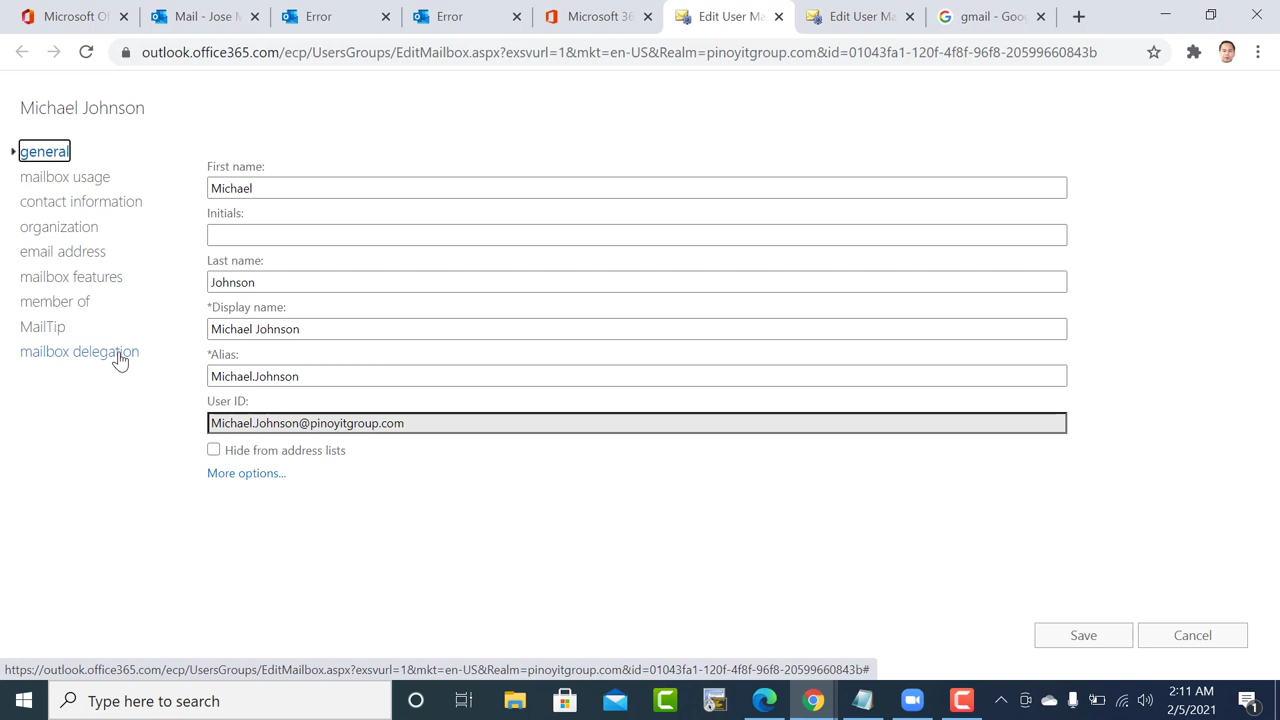 Microsoft O
Mail - Jose M
Error
Error
Microsoft 36
Edit User Ma
Edit User Ma
gmail - Goo
outlook.office365.com/ecp/UsersGroups/EditMailbox.aspx?exsvurl=1&mkt=en-US&Realm=pinoyitgroup.com&id=01043fa1-120f-4f8f-96f8-20599660843b
Michael Johnson
general
mailbox usage
contact information
organization
email address
mailbox features
member of
MailTip
mailbox delegation
First name:
Michael
Initials:
Last name:
Johnson
*Display name:
Michael Johnson
*Alias:
Michael.Johnson
User ID:
Michael.Johnson@pinoyitgroup.com
Hide from address lists
More options...
Save
Cancel
https://outlook.office365.com/ecp/UsersGroups/EditMailbox.aspx?exsvurl=1&mkt=en-US&Realm=pinoyitgroup.com&id=01043fa1-120f-4f8f-96f8-20599660843b#
Type here to search
2:11 AM
2/5/2021
1